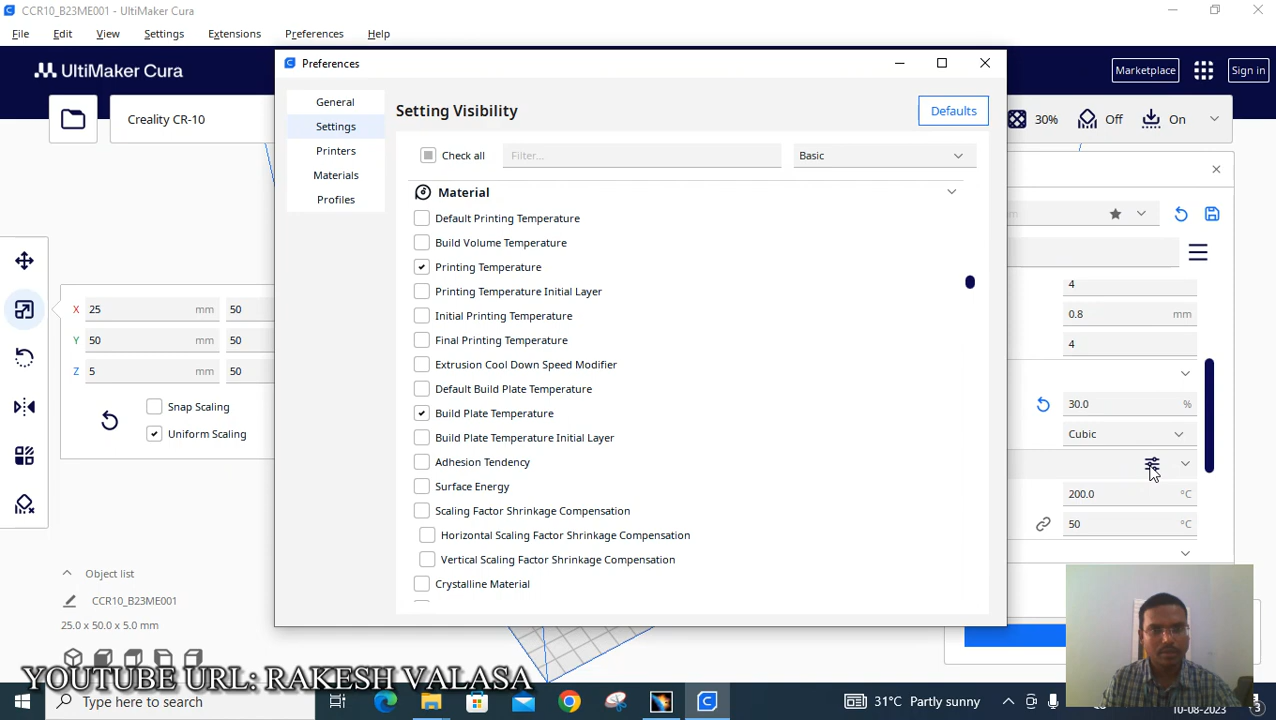 CCR10_B23ME001 - UltiMaker Cura
File Edit View Settings Extensions Preferences Help
UltiMaker Cura
Marketplace
Sign in
Creality CR-10
30% Off On
Preferences
General
Settings
Printers
Materials
Profiles
Setting Visibility
Defaults
Check all Filter... Basic
Material
Default Printing Temperature
Build Volume Temperature
Printing Temperature
Printing Temperature Initial Layer
Initial Printing Temperature
Final Printing Temperature
Extrusion Cool Down Speed Modifier
Default Build Plate Temperature
Build Plate Temperature
Build Plate Temperature Initial Layer
Adhesion Tendency
Surface Energy
Scaling Factor Shrinkage Compensation
Horizontal Scaling Factor Shrinkage Compensation
Vertical Scaling Factor Shrinkage Compensation
Crystalline Material
X 25 mm 50
Y 50 mm 50
Z 5 mm 50
Snap Scaling
Uniform Scaling
4
0.8 mm
4
30.0 %
Cubic
200.0 °C
50 °C
Object list
CCR10_B23ME001
25.0 x 50.0 x 5.0 mm
YOUTUBE URL: RAKESH VALASA
Type here to search
31°C Partly sunny
10-08-2023
3